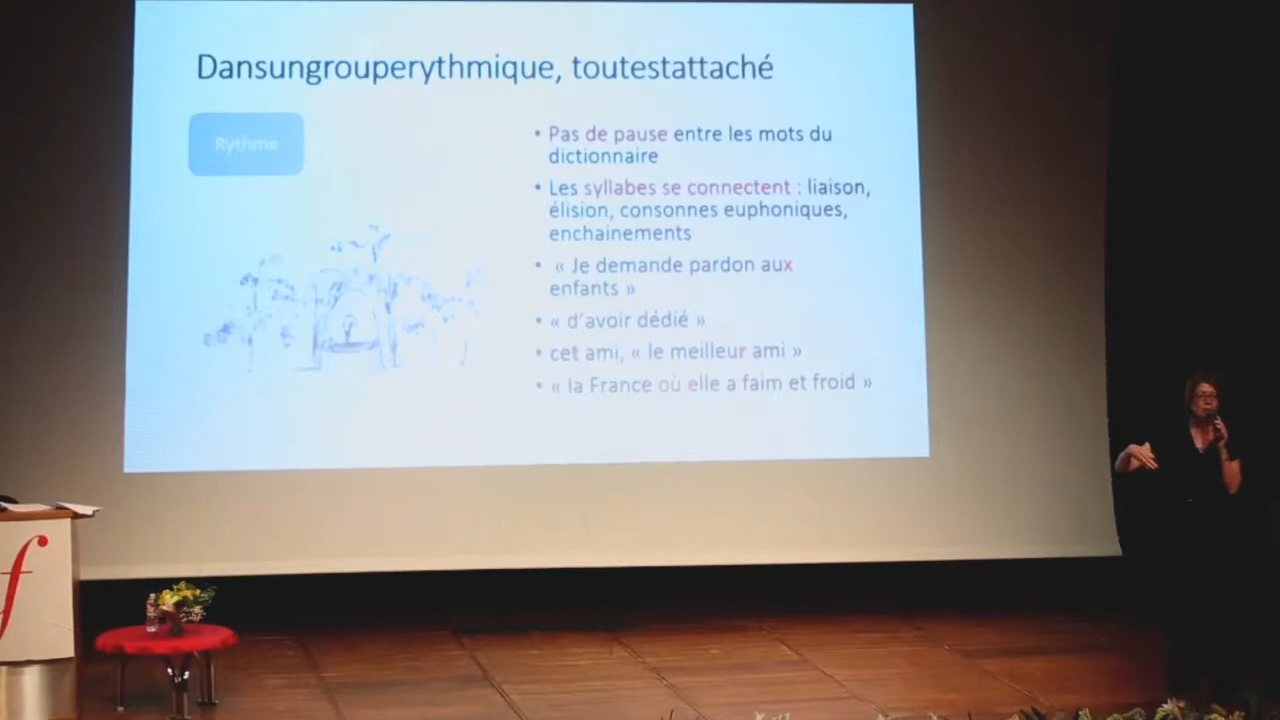 Dansungrouperythmique, toutestattaché
Rythme
• Pas de pause entre les mots du
dictionnaire
• Les syllabes se connectent : liaison,
élision, consonnes euphoniques,
enchainements
• « Je demande pardon aux
enfants »
• « d'avoir dédié »
• cet ami, « le meilleur ami »
• « la France où elle a faim et froid »
f